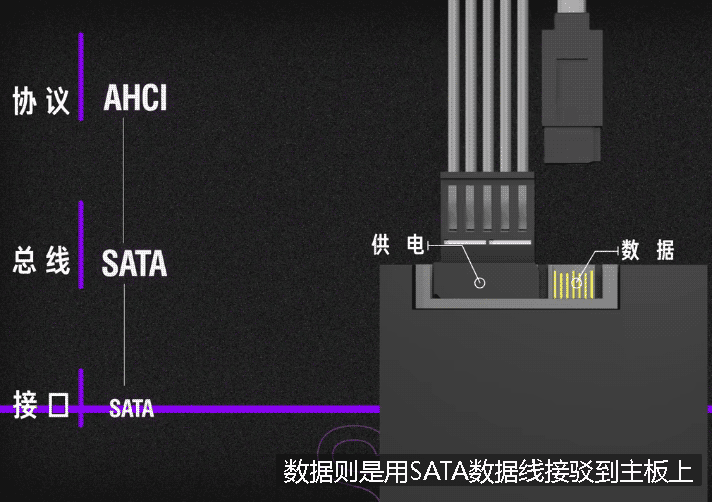 协议 AHCI
供电 数据
总线 SATA
接口 SATA
数据则是用SATA数据线接驳到主板上